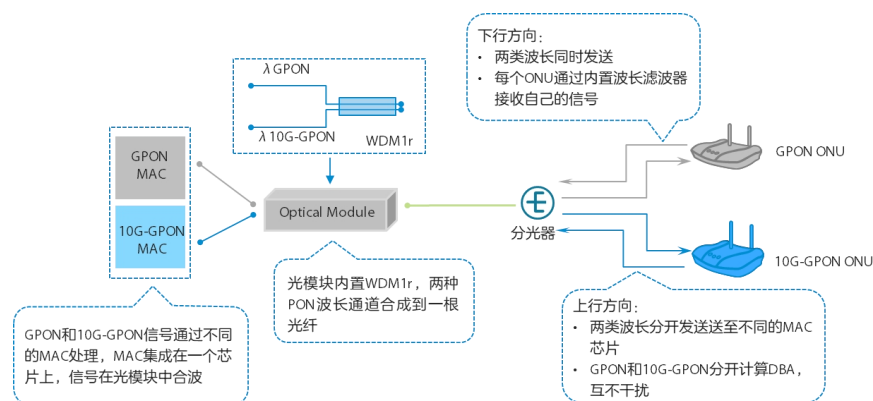 下行方向：
• 两类波长同时发送
• 每个ONU通过内置波长滤波器
接收自己的信号
λ GPON
λ 10G-GPON
WDM1r
GPON
MAC
10G-GPON
MAC
Optical Module
分光器
GPON ONU
10G-GPON ONU
光模块内置WDM1r，两种
PON波长通道合成到一根
光纤
GPON和10G-GPON信号通过不同
的MAC处理，MAC集成在一个芯
片上，信号在光模块中合波
上行方向：
• 两类波长分开发送送至不同的MAC
芯片
• GPON和10G-GPON分开计算DBA，
互不干扰